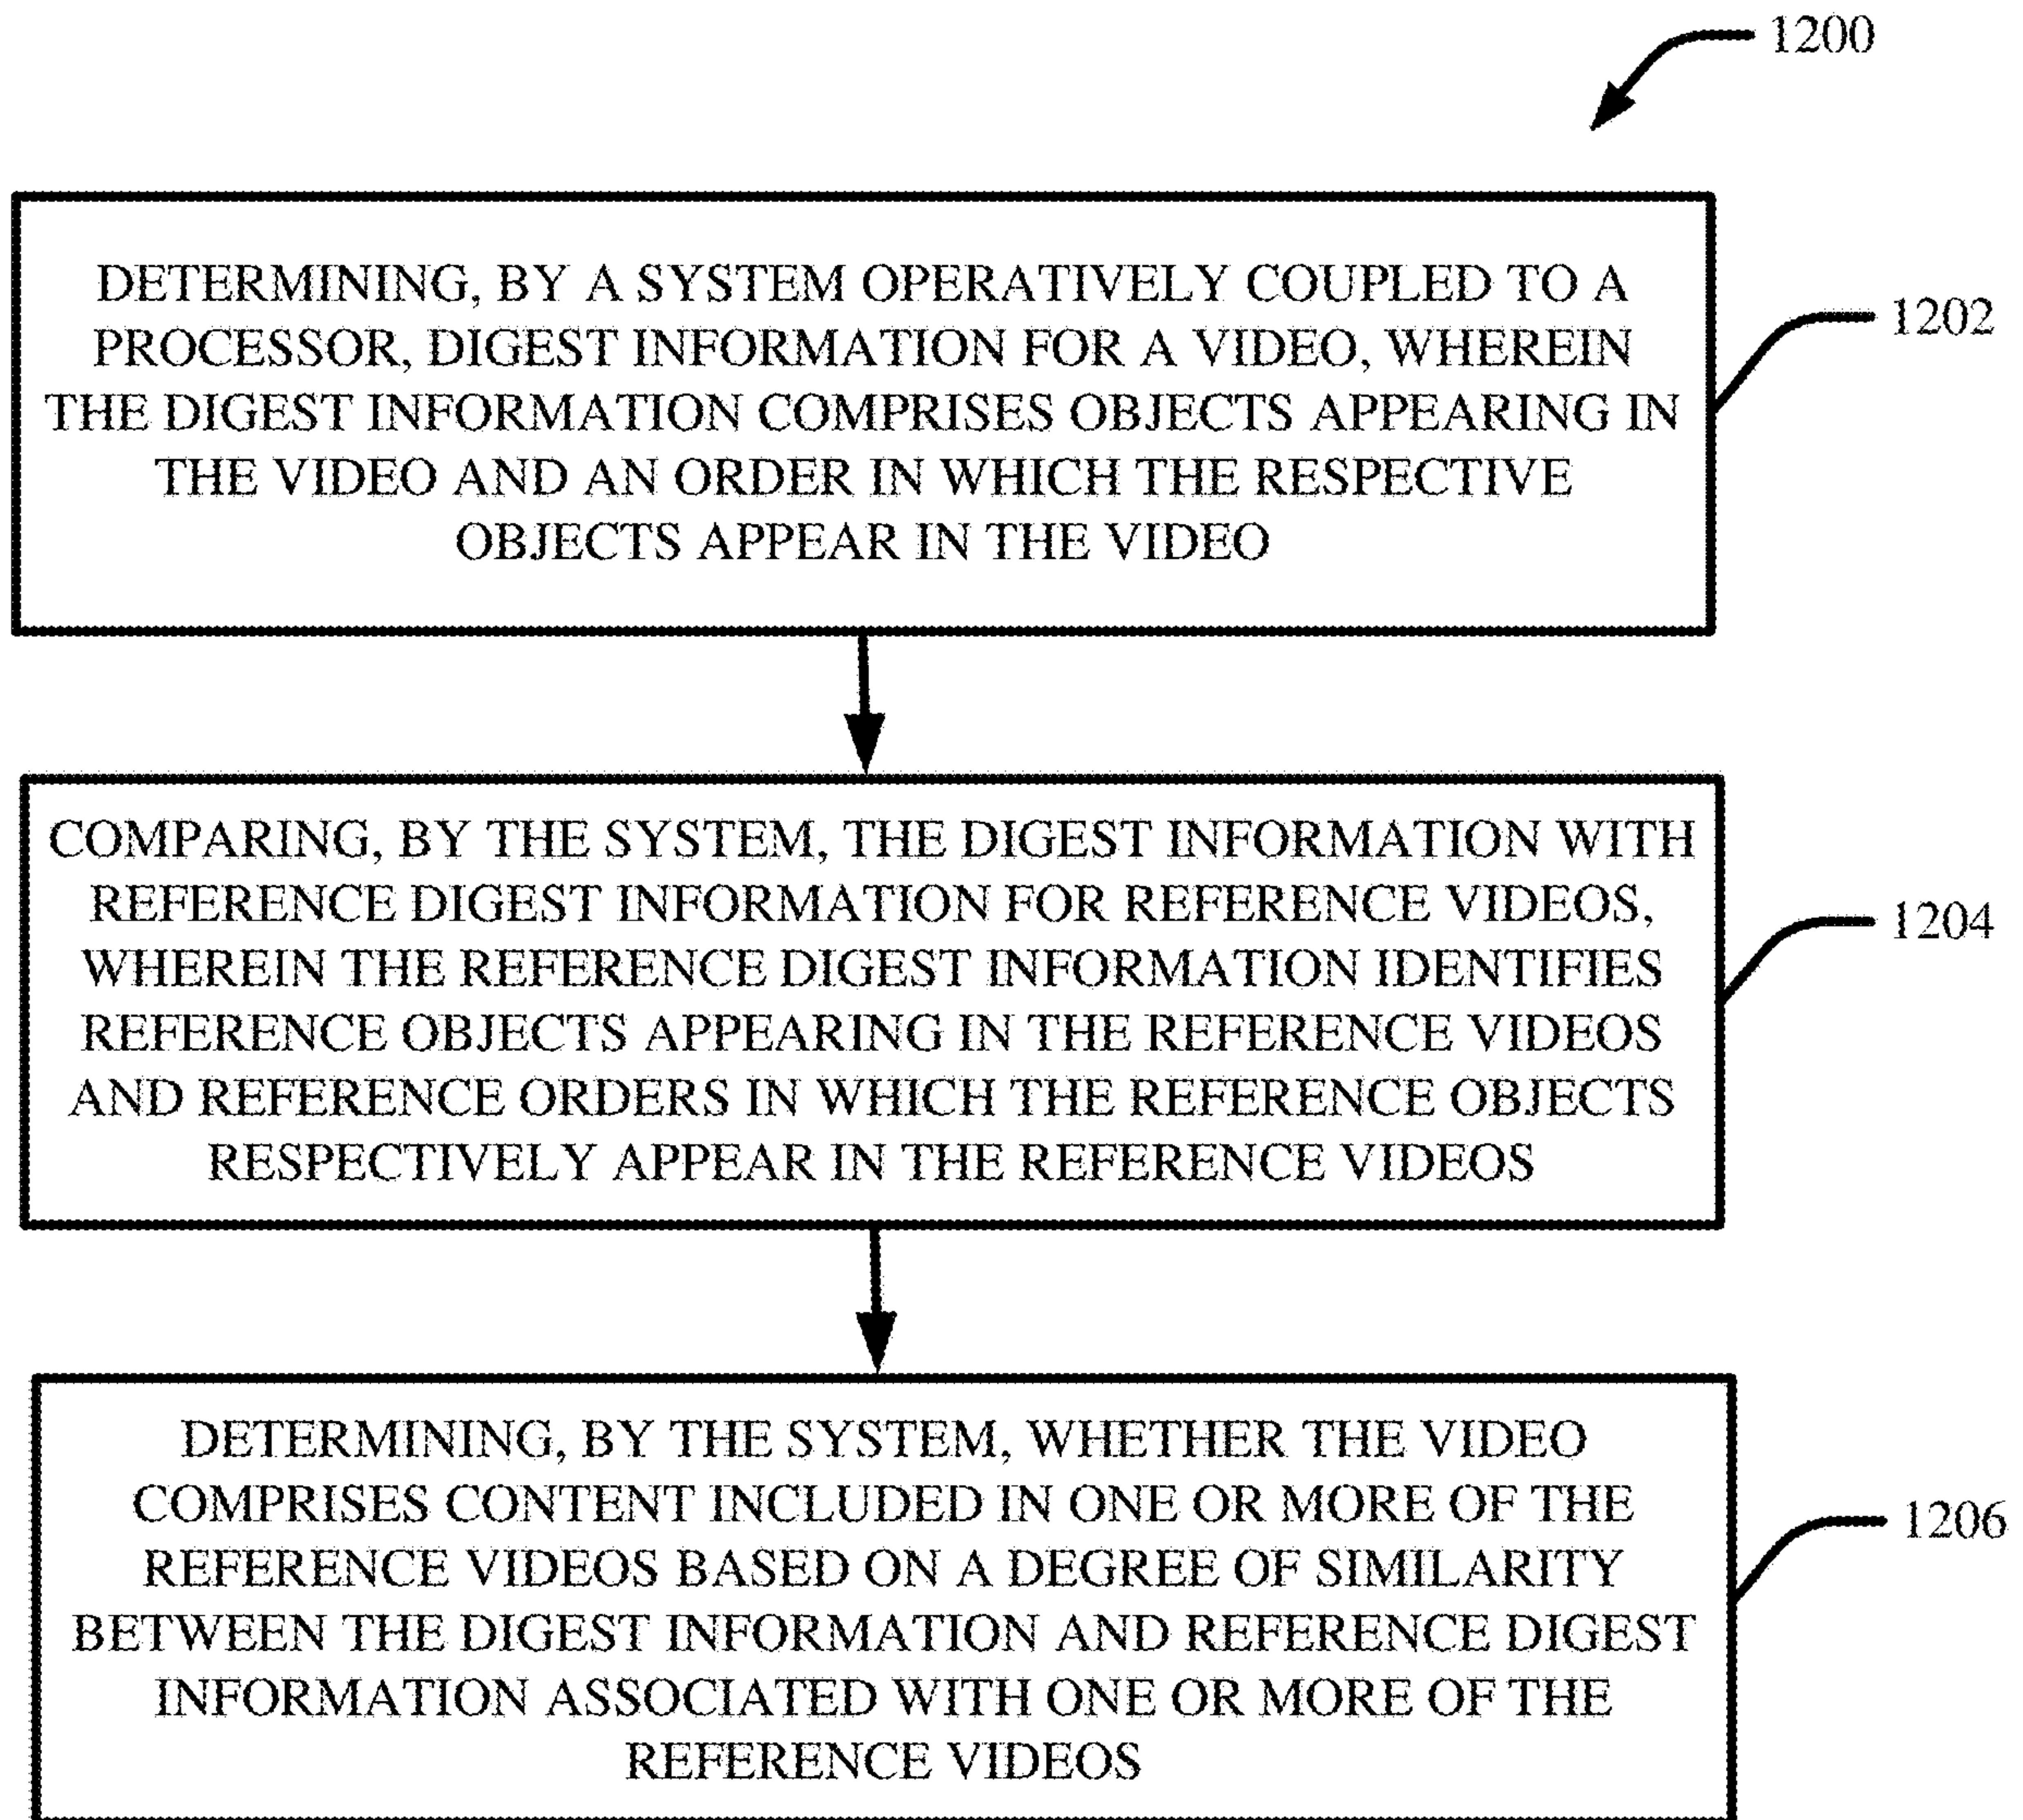 1200
DETERMINING, BY A SYSTEM OPERATIVELY COUPLED TO A
PROCESSOR, DIGEST INFORMATION FOR A VIDEO, WHEREIN
THE DIGEST INFORMATION COMPRISES OBJECTS APPEARING IN
THE VIDEO AND AN ORDER IN WHICH THE RESPECTIVE
OBJECTS APPEAR IN THE VIDEO
1202
COMPARING, BY THE SYSTEM, THE DIGEST INFORMATION WITH
REFERENCE DIGEST INFORMATION FOR REFERENCE VIDEOS,
WHEREIN THE REFERENCE DIGEST INFORMATION IDENTIFIES
REFERENCE OBJECTS APPEARING IN THE REFERENCE VIDEOS
AND REFERENCE ORDERS IN WHICH THE REFERENCE OBJECTS
RESPECTIVELY APPEAR IN THE REFERENCE VIDEOS
1204
DETERMINING, BY THE SYSTEM, WHETHER THE VIDEO
COMPRISES CONTENT INCLUDED IN ONE OR MORE OF THE
REFERENCE VIDEOS BASED ON A DEGREE OF SIMILARITY
BETWEEN THE DIGEST INFORMATION AND REFERENCE DIGEST
INFORMATION ASSOCIATED WITH ONE OR MORE OF THE
REFERENCE VIDEOS
1206